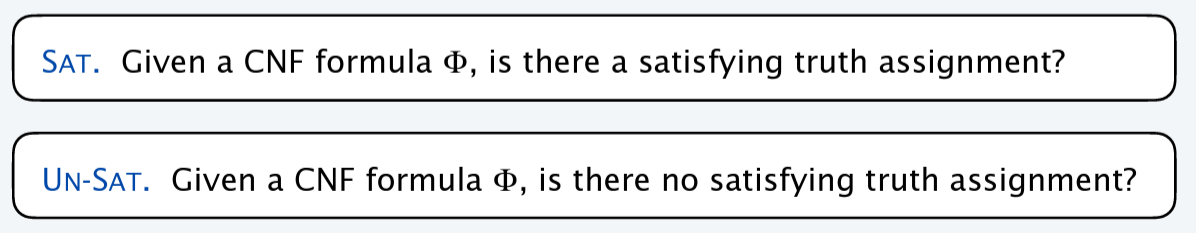 SAT. Given a CNF formula Φ, is there a satisfying truth assignment?
UN-SAT. Given a CNF formula Φ, is there no satisfying truth assignment?